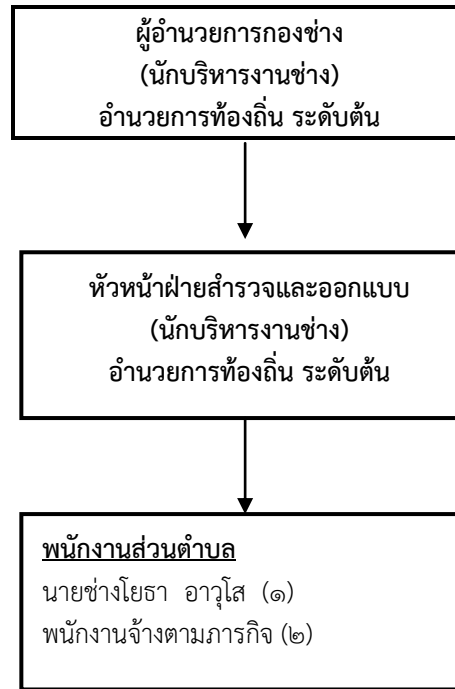 ผู้อำนวยการกองช่าง
(นักบริหารงานช่าง)
อำนวยการท้องถิ่น ระดับต้น
หัวหน้าฝ่ายสำรวจและออกแบบ
(นักบริหารงานช่าง)
อำนวยการท้องถิ่น ระดับต้น
พนักงานส่วนตำบล
นายช่างโยธา อาวุโส (๑)
พนักงานจ้างตามภารกิจ (๒)